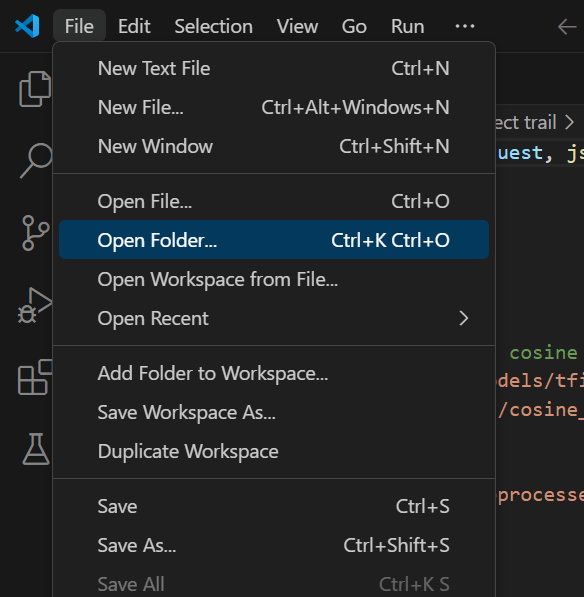 File Edit Selection View Go Run ...
New Text File Ctrl+N
New File... Ctrl+Alt+Windows+N
ect trail
New Window Ctrl+Shift+N
uest, js
Open File... Ctrl+O
Open Folder... Ctrl+K Ctrl+O
Open Workspace from File...
Open Recent
cosine
Add Folder to Workspace...
dels/tfi
Save Workspace As...
/cosine_
Duplicate Workspace
processe
Save Ctrl+S
Save As... Ctrl+Shift+S
Save All Ctrl+K S